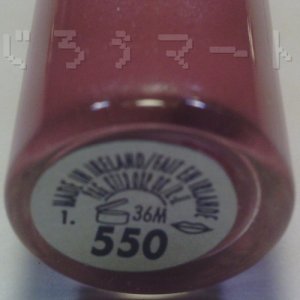 じろうマート
MADE IN IRELAND/FAIT EN IRLANDE
1.
36M
550